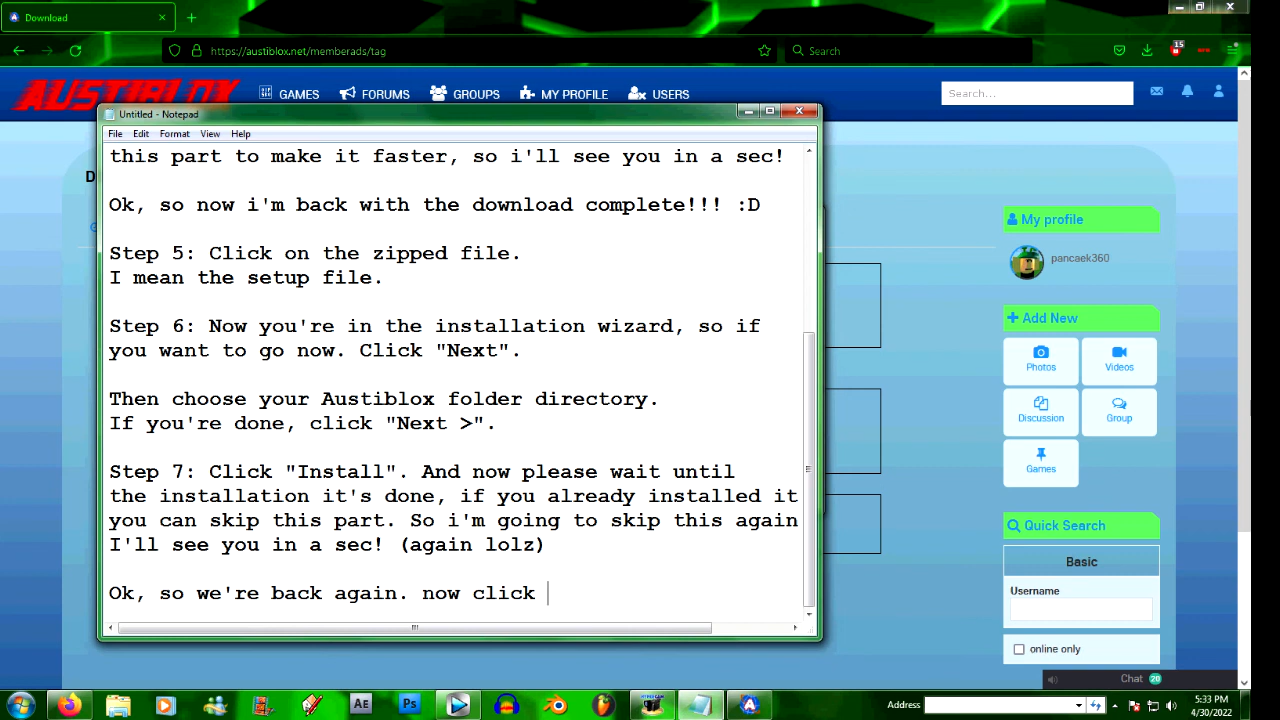 Download
https://austiblox.net/memberads/tag
Search
15
AUSTIBLOX
GAMES
FORUMS
GROUPS
MY PROFILE
USERS
Search...
Untitled - Notepad
File Edit Format View Help
this part to make it faster, so i'll see you in a sec!
Ok, so now i'm back with the download complete!!! :D
Step 5: Click on the zipped file.
I mean the setup file.
Step 6: Now you're in the installation wizard, so if
you want to go now. Click "Next".
Then choose your Austiblox folder directory.
If you're done, click "Next >".
Step 7: Click "Install". And now please wait until
the installation it's done, if you already installed it
you can skip this part. So i'm going to skip this again
I'll see you in a sec! (again lolz)
Ok, so we're back again. now click
D
My profile
pancaek360
Add New
Photos
Videos
Discussion
Group
Games
Quick Search
Basic
Username
online only
Chat 20
AE
Ps
HYPERCAM
Address
5:33 PM
4/30/2022